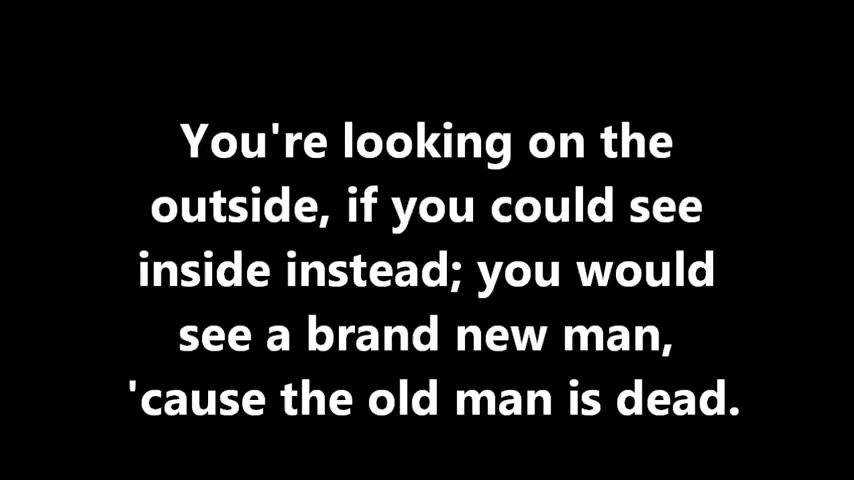 You're looking on the
outside, if you could see
inside instead; you would
see a brand new man,
'cause the old man is dead.